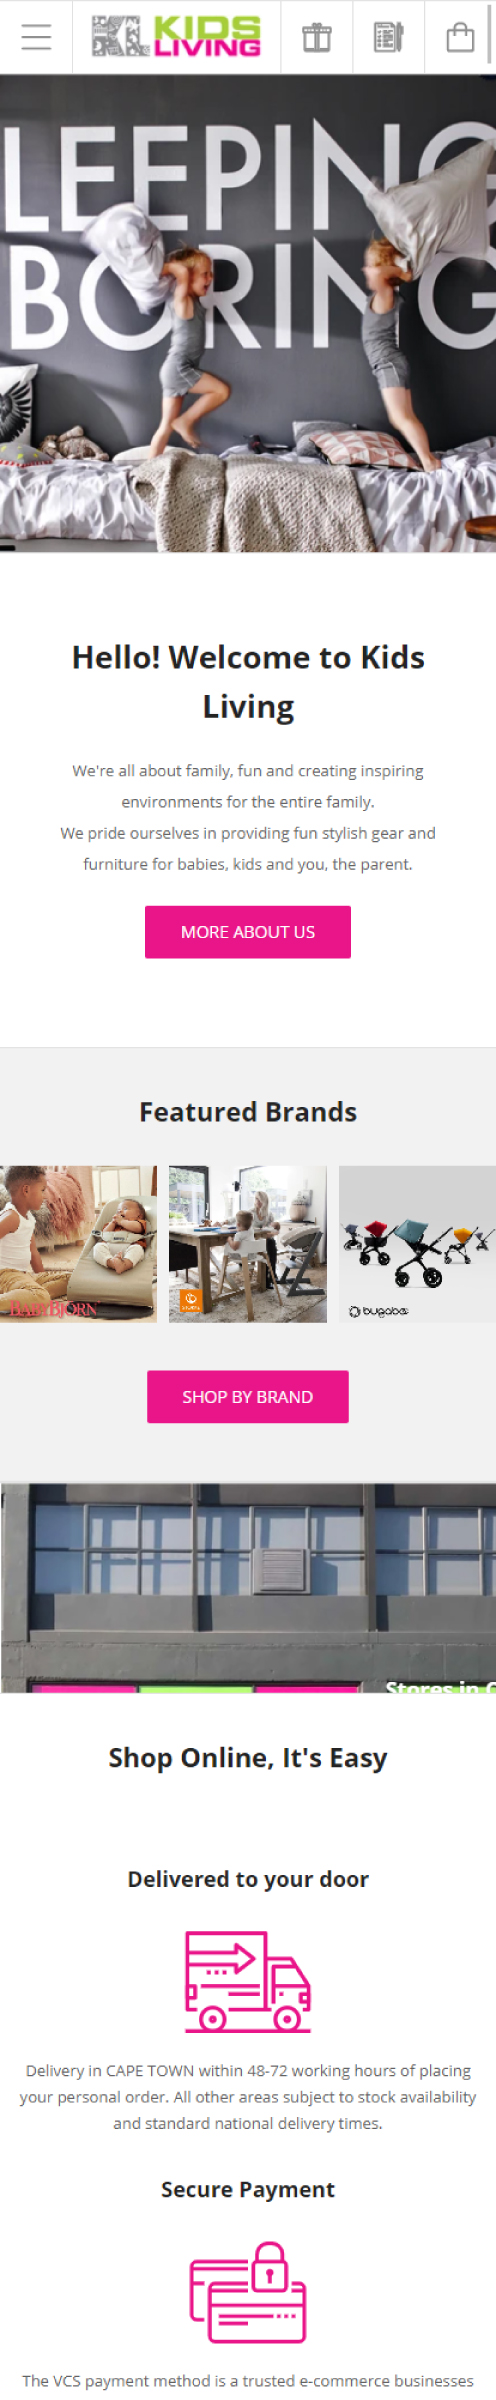 KL KIDS
LIVING
LEEPING
BORING
Hello! Welcome to Kids
Living
We're all about family, fun and creating inspiring
environments for the entire family.
We pride ourselves in providing fun stylish gear and
furniture for babies, kids and you, the parent.
MORE ABOUT US
Featured Brands
BABYBJÖRN
bugaboo
SHOP BY BRAND
Stores in C
Shop Online, It's Easy
Delivered to your door
Delivery in CAPE TOWN within 48-72 working hours of placing
your personal order. All other areas subject to stock availability
and standard national delivery times.
Secure Payment
The VCS payment method is a trusted e-commerce businesses